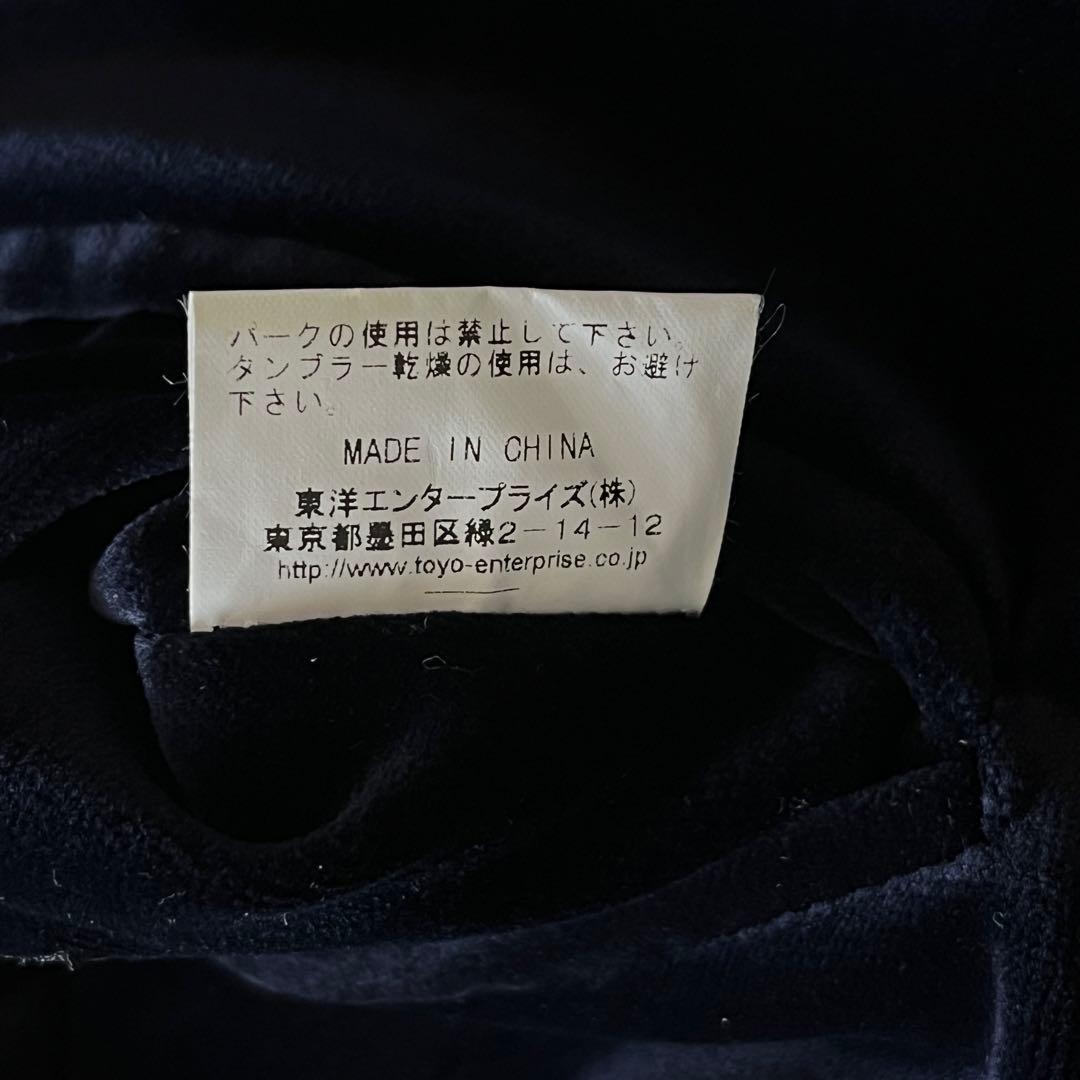 パークの使用は禁止して下さい。
タンブラー乾燥の使用は、お避け
下さい。
MADE IN CHINA
東洋エンタープライズ(株)
東京都墨田区緑2-14-12
http://www.toyo-enterprise.co.jp